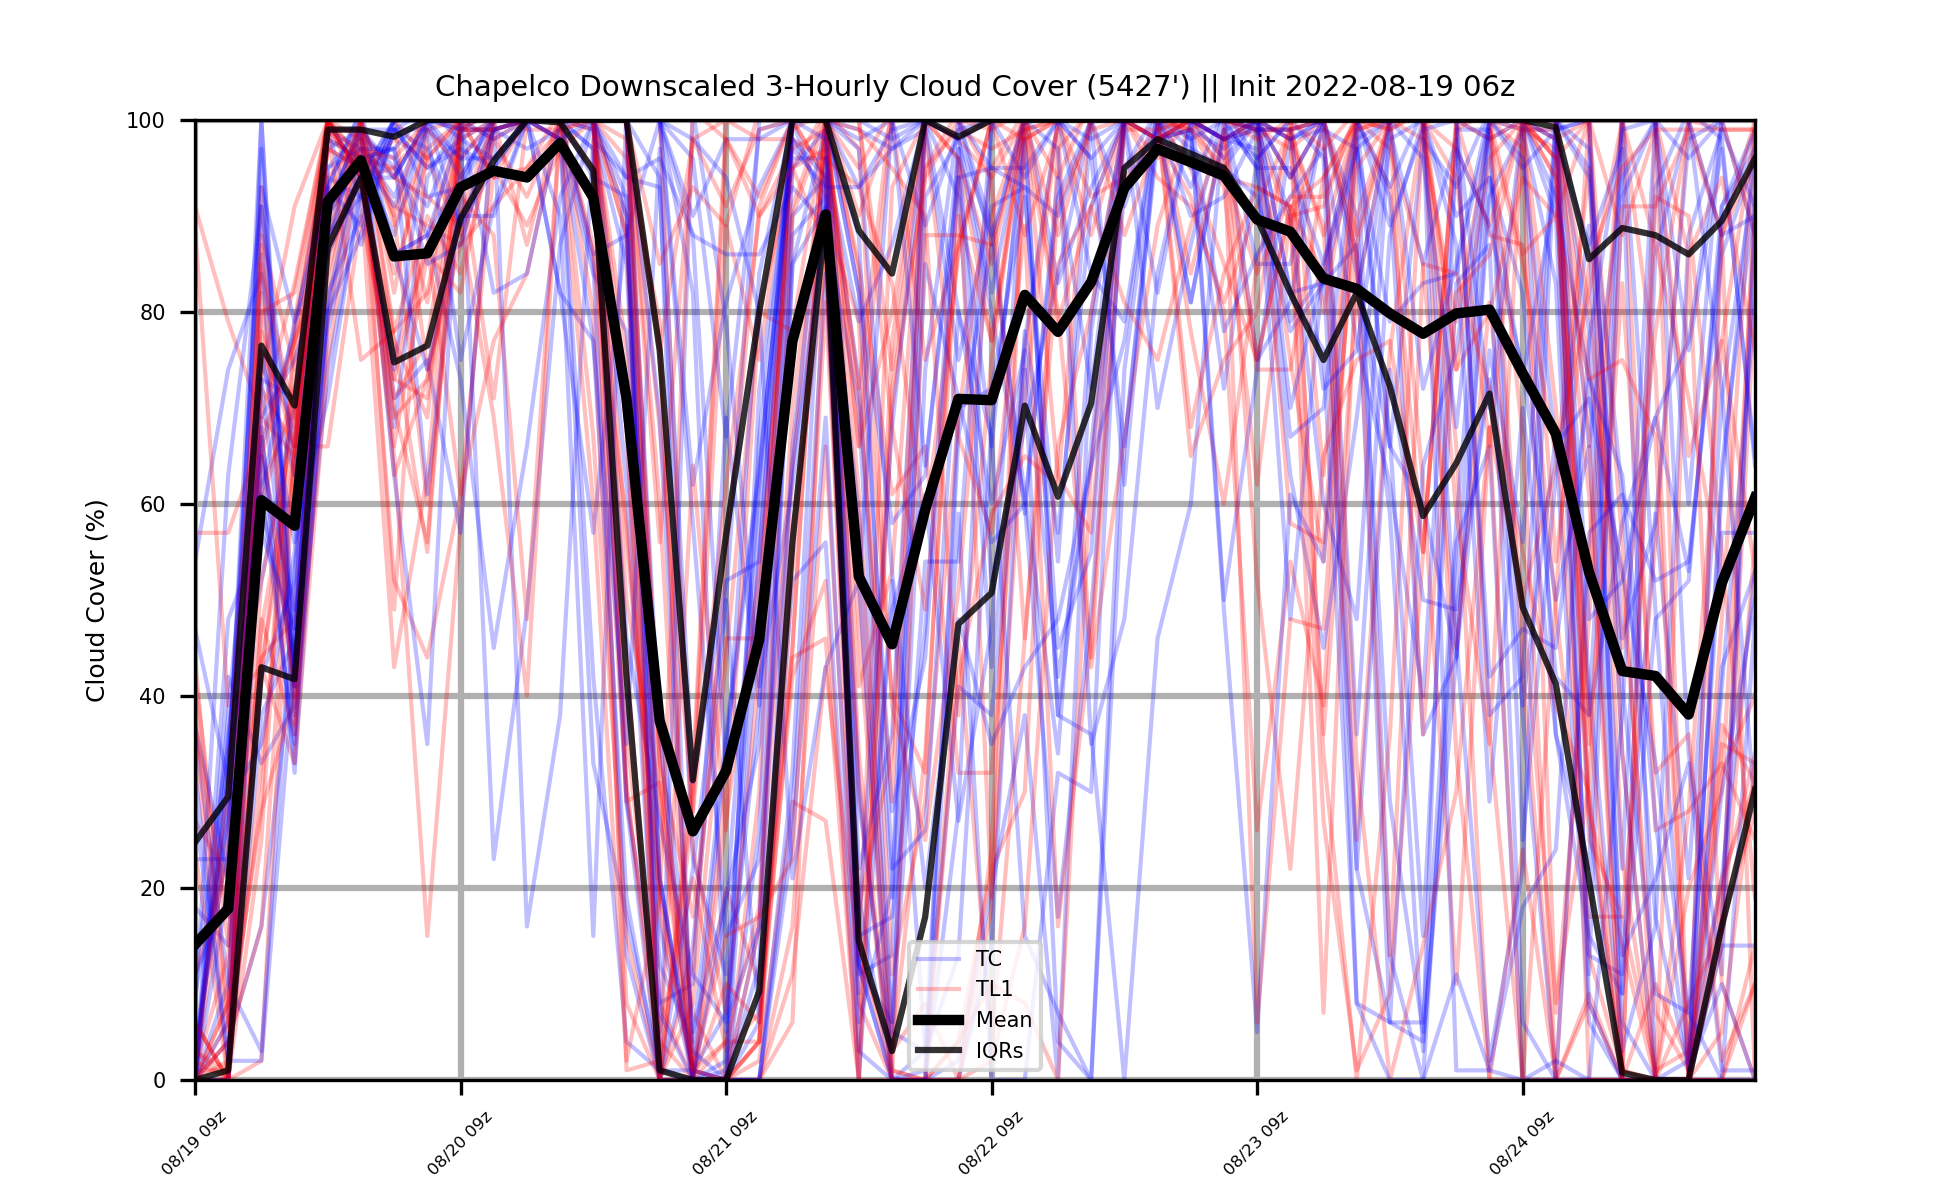 Chapelco Downscaled 3-Hourly Cloud Cover (5427') || Init 2022-08-19 06z
Cloud Cover (%)
100
80
60
40
20
0
TC
TL1
Mean
IQRs
08/19 09z
08/20 09z
08/21 09z
08/22 09z
08/23 09z
08/24 09z